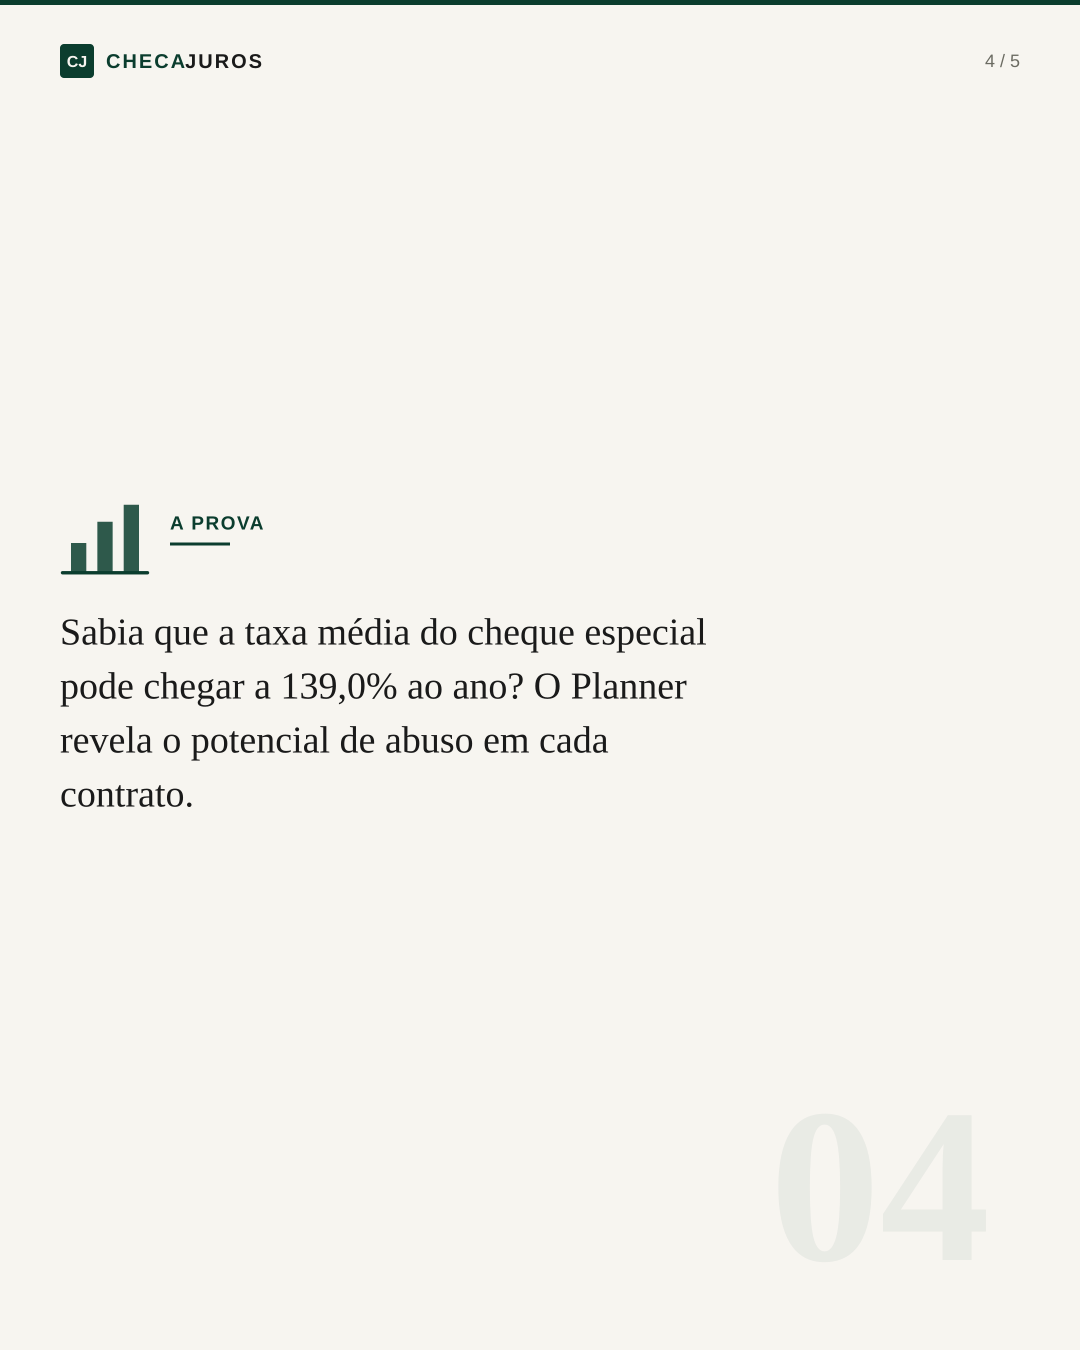 CJ CHECAJUROS
4 / 5
A PROVA
Sabia que a taxa média do cheque especial
pode chegar a 139,0% ao ano? O Planner
revela o potencial de abuso em cada
contrato.
04